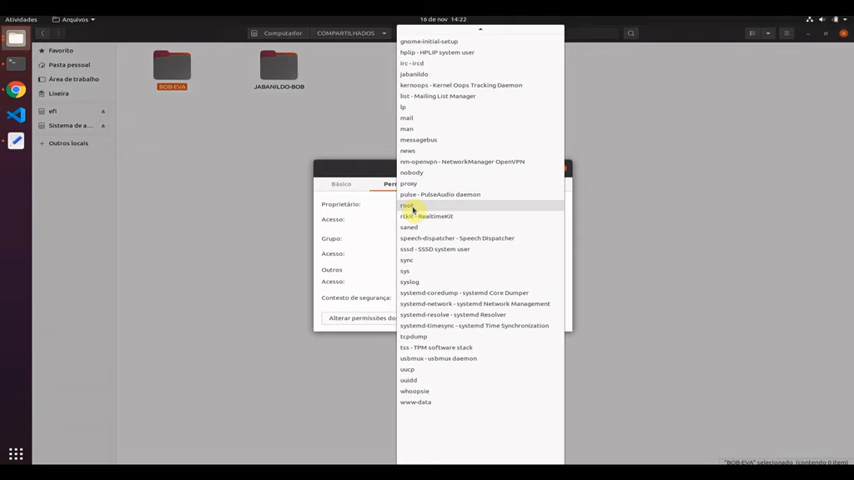 Atividades
Arquivos
16 de nov 14:22
Computador
COMPARTILHADOS
Favorito
Pasta pessoal
Área de trabalho
Lixeira
efi
Sistema de a...
Outros locais
BOB-EVA
JABANILDO-BOB
Básico
Proprietário:
Acesso:
Grupo:
Acesso:
Outros
Acesso:
Contexto de segurança:
Alterar permissões do
gnome-initial-setup
hplip - HPLIP system user
irc - ircd
jabanildo
kernoops - Kernel Oops Tracking Daemon
list - Mailing List Manager
lp
mail
man
messagebus
news
nm-openvpn - NetworkManager OpenVPN
nobody
proxy
pulse - PulseAudio daemon
root
rtkit - RealtimeKit
saned
speech-dispatcher - Speech Dispatcher
sssd - SSSD system user
sync
sys
syslog
systemd-coredump - systemd Core Dumper
systemd-network - systemd Network Management
systemd-resolve - systemd Resolver
systemd-timesync - systemd Time Synchronization
tcpdump
tss - TPM software stack
usbmux - usbmux daemon
uucp
uuidd
whoopsie
www-data
"BOB-EVA" selecionado (contendo 0 item)